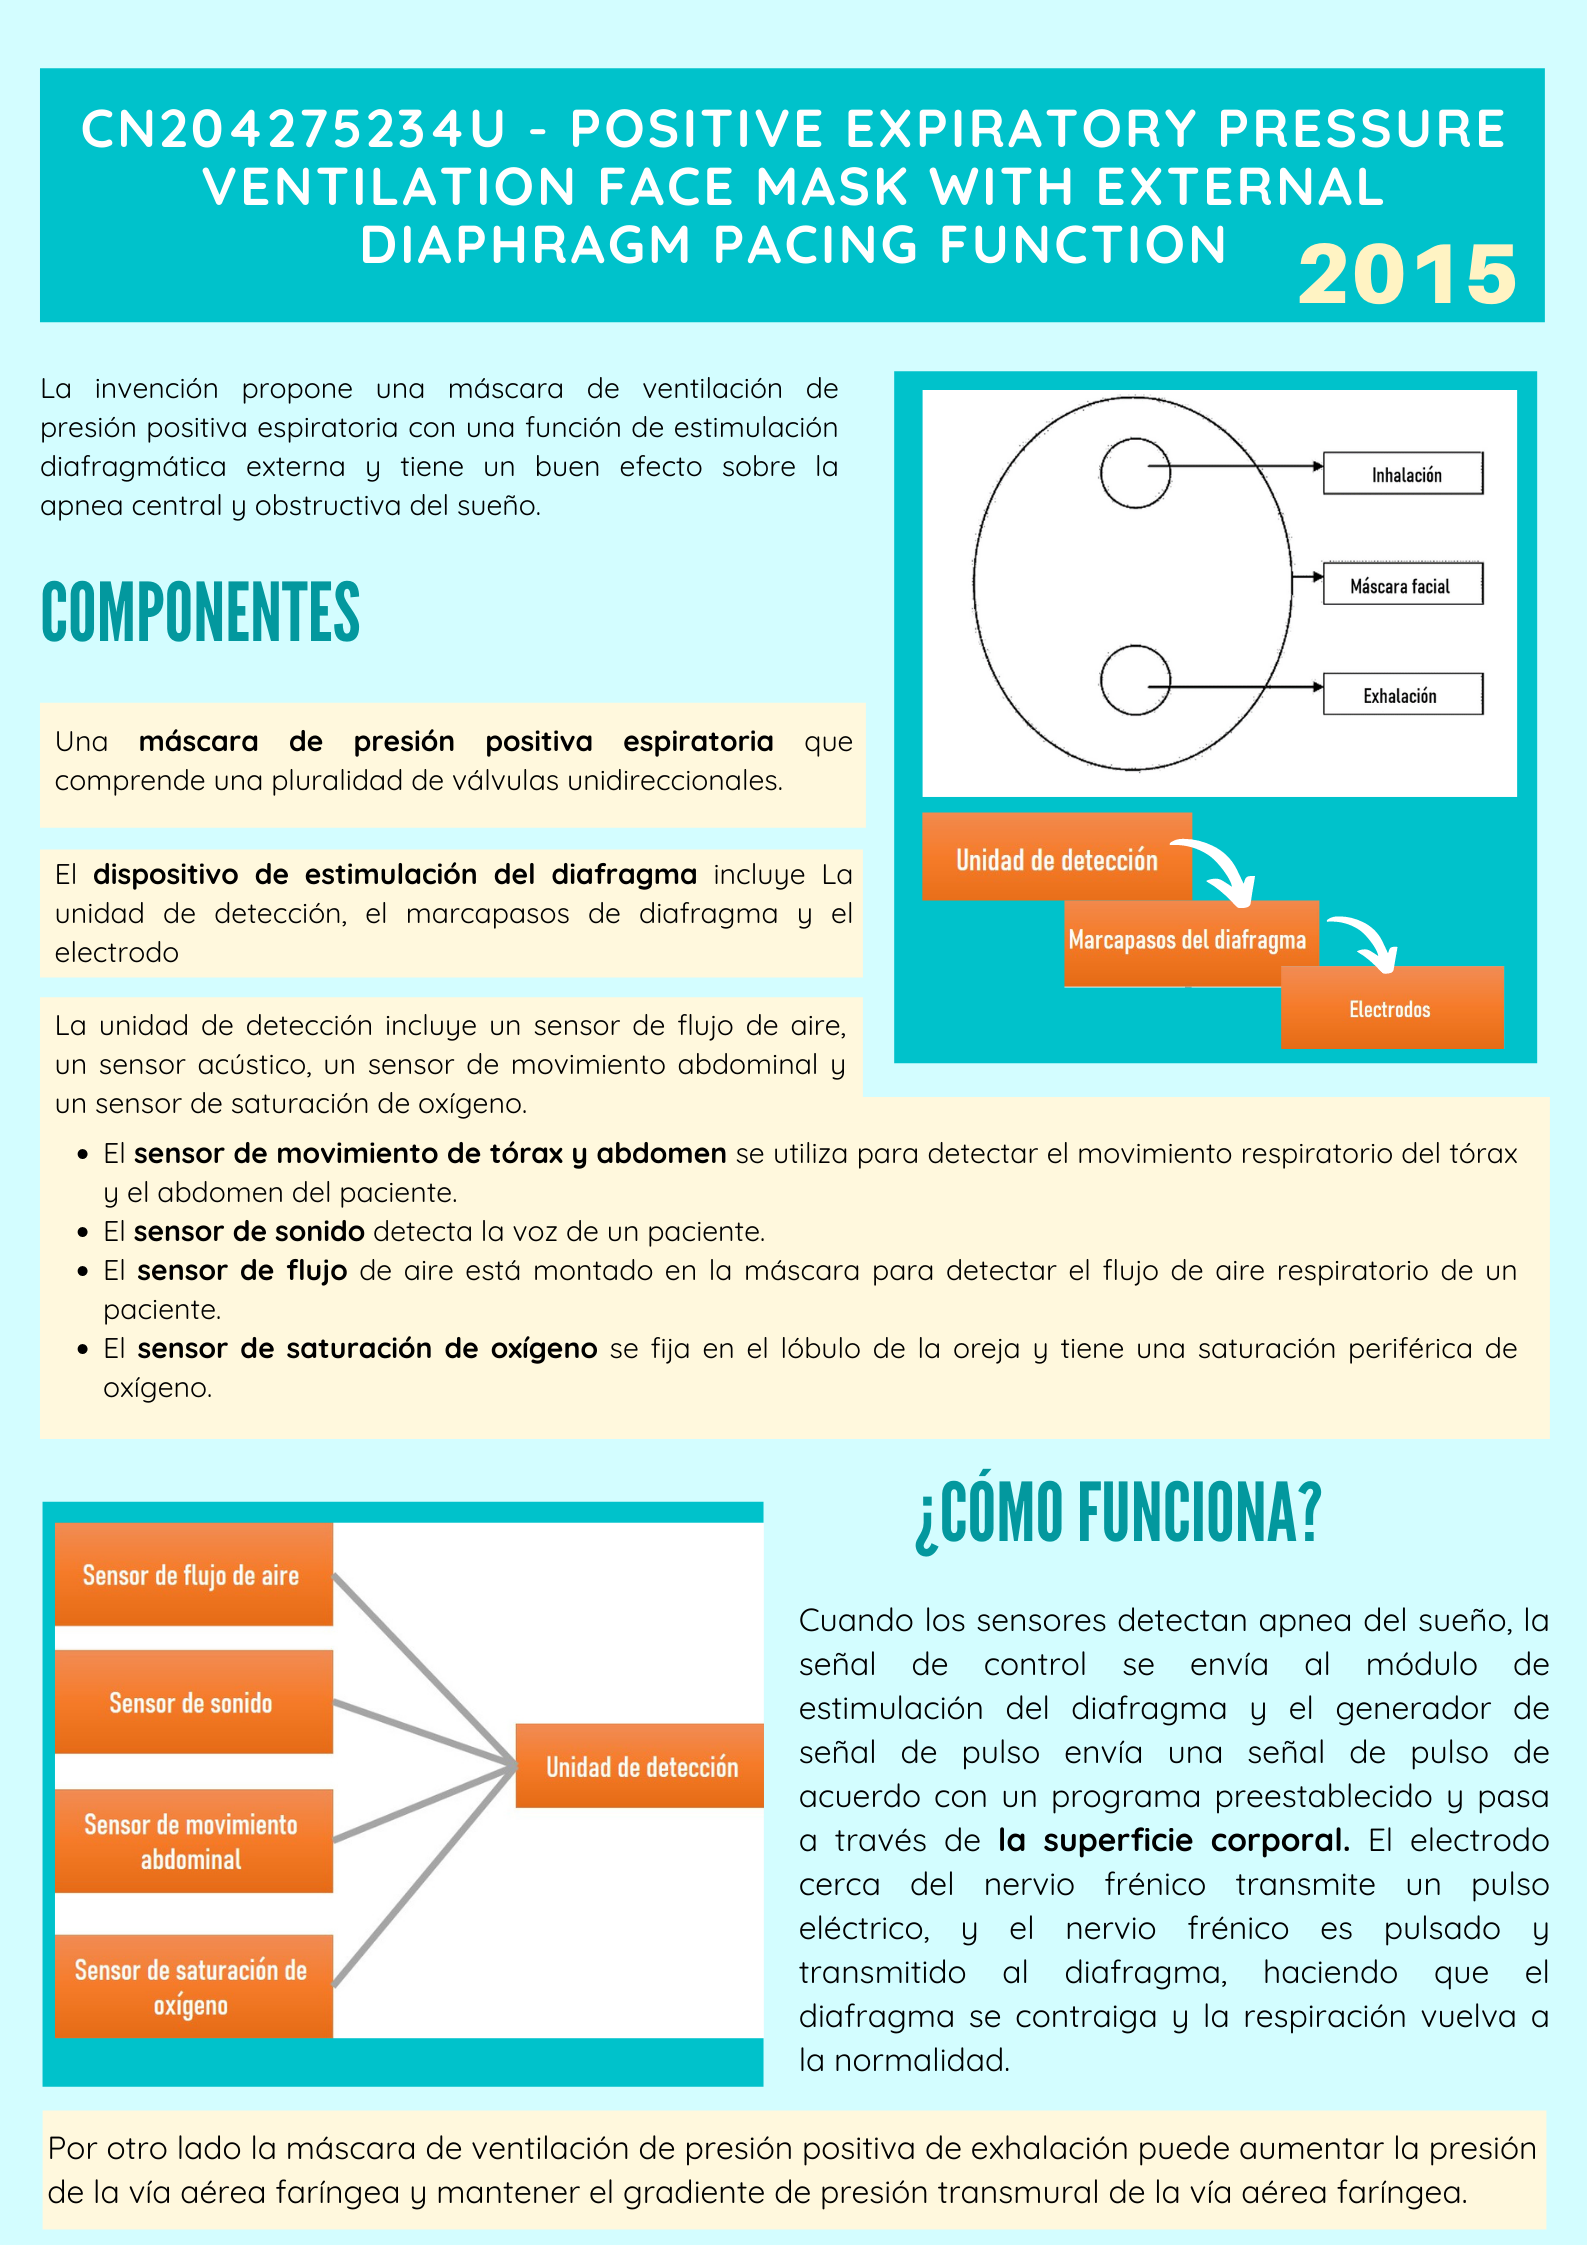 CN204275234U - POSITIVE EXPIRATORY PRESSURE
VENTILATION FACE MASK WITH EXTERNAL
DIAPHRAGM PACING FUNCTION
2015
La invención propone una máscara de ventilación de
presión positiva espiratoria con una función de estimulación
diafragmática externa y tiene un buen efecto sobre la
apnea central y obstructiva del sueño.
COMPONENTES
Una máscara de presión positiva espiratoria que
comprende una pluralidad de válvulas unidireccionales.
El dispositivo de estimulación del diafragma incluye La
unidad de detección, el marcapasos de diafragma y el
electrodo
Inhalación
Máscara facial
Exhalación
Unidad de detección
Marcapasos del diafragma
Electrodos
La unidad de detección incluye un sensor de flujo de aire,
un sensor acústico, un sensor de movimiento abdominal y
un sensor de saturación de oxígeno.
• El sensor de movimiento de tórax y abdomen se utiliza para detectar el movimiento respiratorio del tórax
y el abdomen del paciente.
• El sensor de sonido detecta la voz de un paciente.
• El sensor de flujo de aire está montado en la máscara para detectar el flujo de aire respiratorio de un
paciente.
• El sensor de saturación de oxígeno se fija en el lóbulo de la oreja y tiene una saturación periférica de
oxígeno.
Sensor de flujo de aire
Sensor de sonido
Sensor de movimiento
abdominal
Sensor de saturación de
oxígeno
Unidad de detección
¿CÓMO FUNCIONA?
Cuando los sensores detectan apnea del sueño, la
señal de control se envía al módulo de
estimulación del diafragma y el generador de
señal de pulso envía una señal de pulso de
acuerdo con un programa preestablecido y pasa
a través de la superficie corporal. El electrodo
cerca del nervio frénico transmite un pulso
eléctrico, y el nervio frénico es pulsado y
transmitido al diafragma, haciendo que el
diafragma se contraiga y la respiración vuelva a
la normalidad.
Por otro lado la máscara de ventilación de presión positiva de exhalación puede aumentar la presión
de la vía aérea faríngea y mantener el gradiente de presión transmural de la vía aérea faríngea.